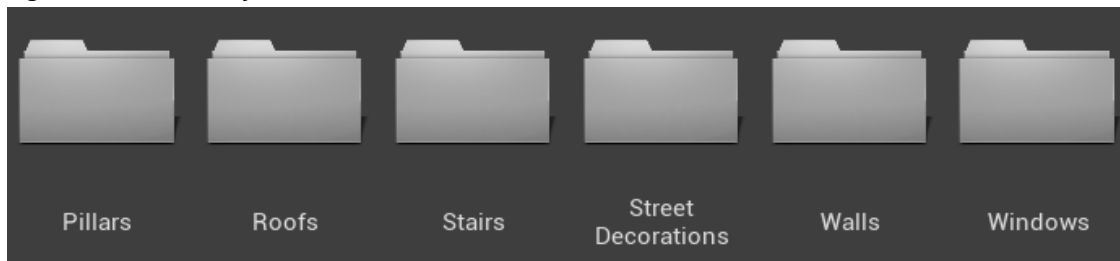 Pillars
Roofs
Stairs
Street
Decorations
Walls
Windows